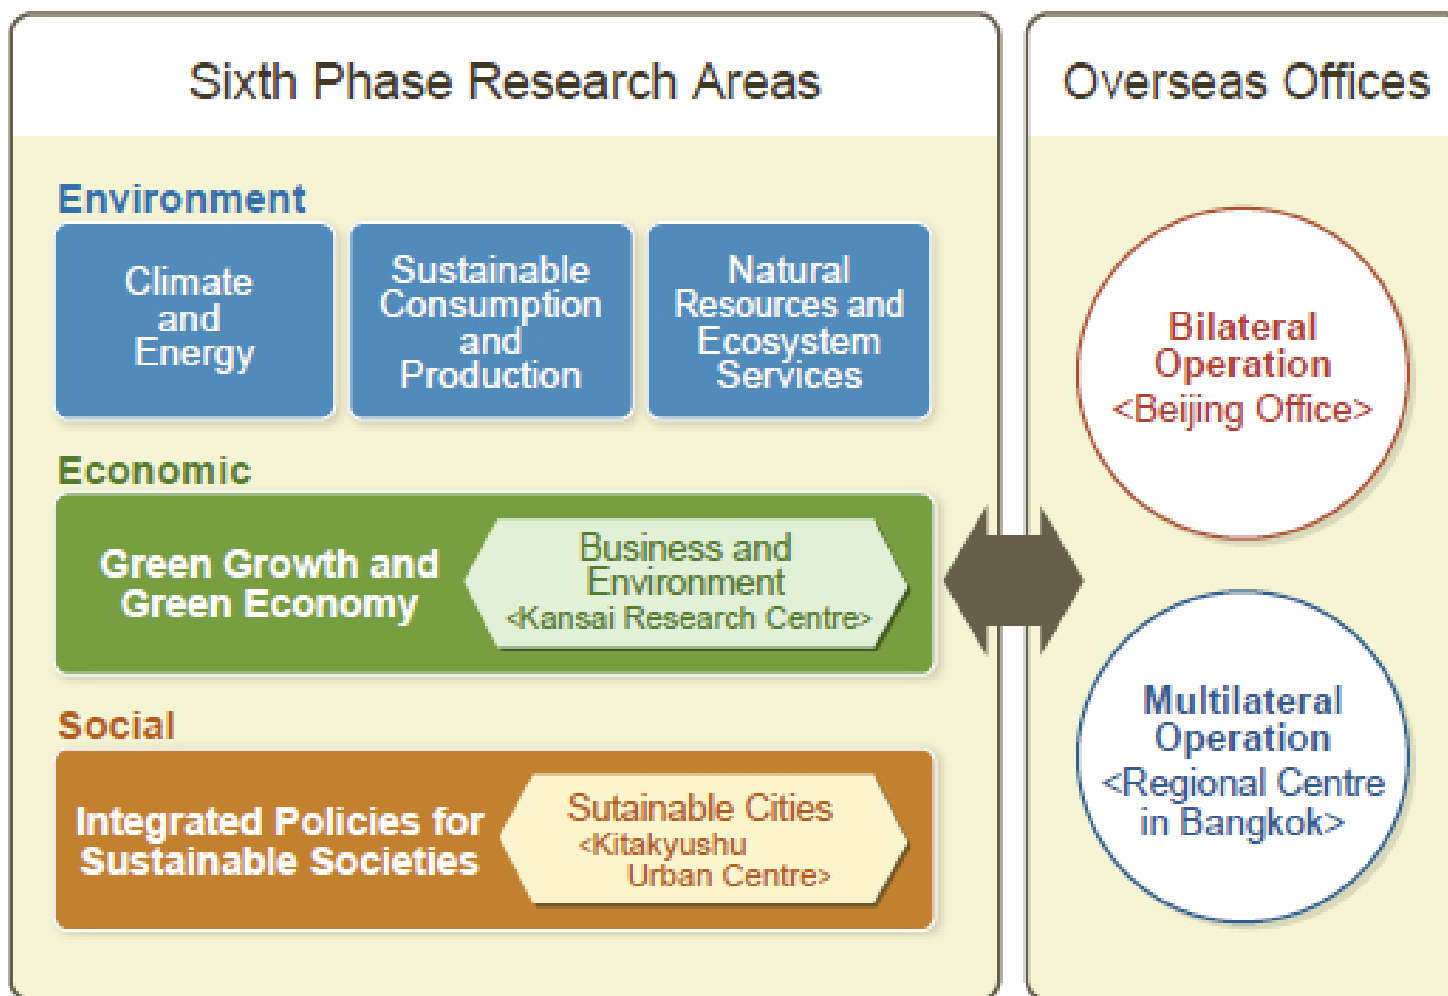 Sixth Phase Research Areas
Environment
Climate
and
Energy
Sustainable
Consumption
and
Production
Natural
Resources and
Ecosystem
Services
Economic
Green Growth and
Green Economy
Business and
Environment
<Kansai Research Centre>
Social
Integrated Policies for
Sustainable Societies
Sutainable Cities
<Kitakyushu
Urban Centre>
Overseas Offices
Bilateral
Operation
<Beijing Office>
Multilateral
Operation
<Regional Centre
in Bangkok>